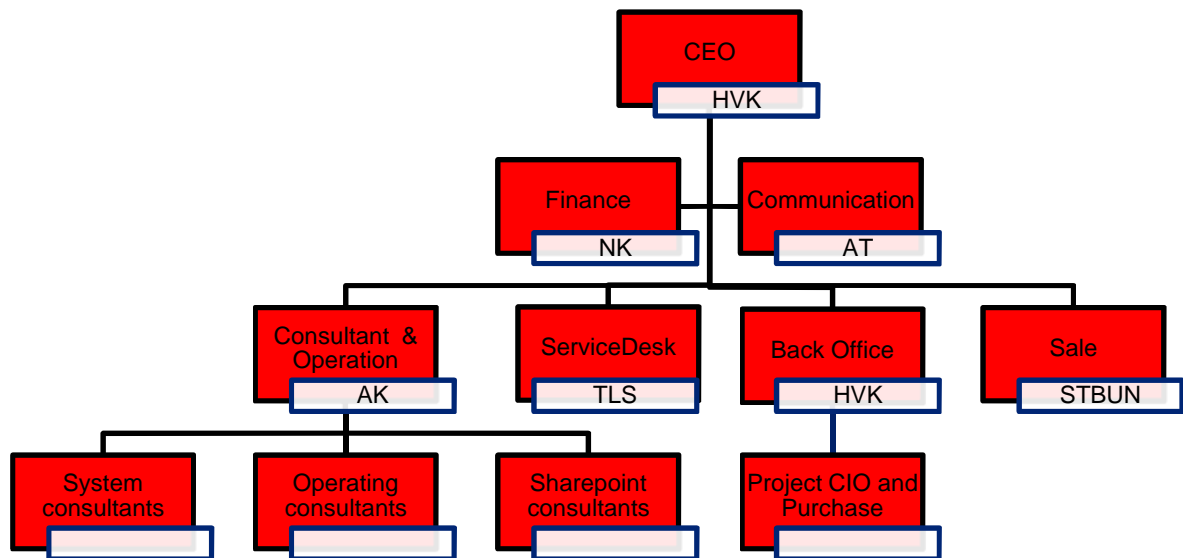 CEO
HVK
Finance
NK
Communication
AT
Consultant &
Operation
AK
ServiceDesk
TLS
Back Office
HVK
Sale
STBUN
System
consultants
Operating
consultants
Sharepoint
consultants
Project CIO and
Purchase